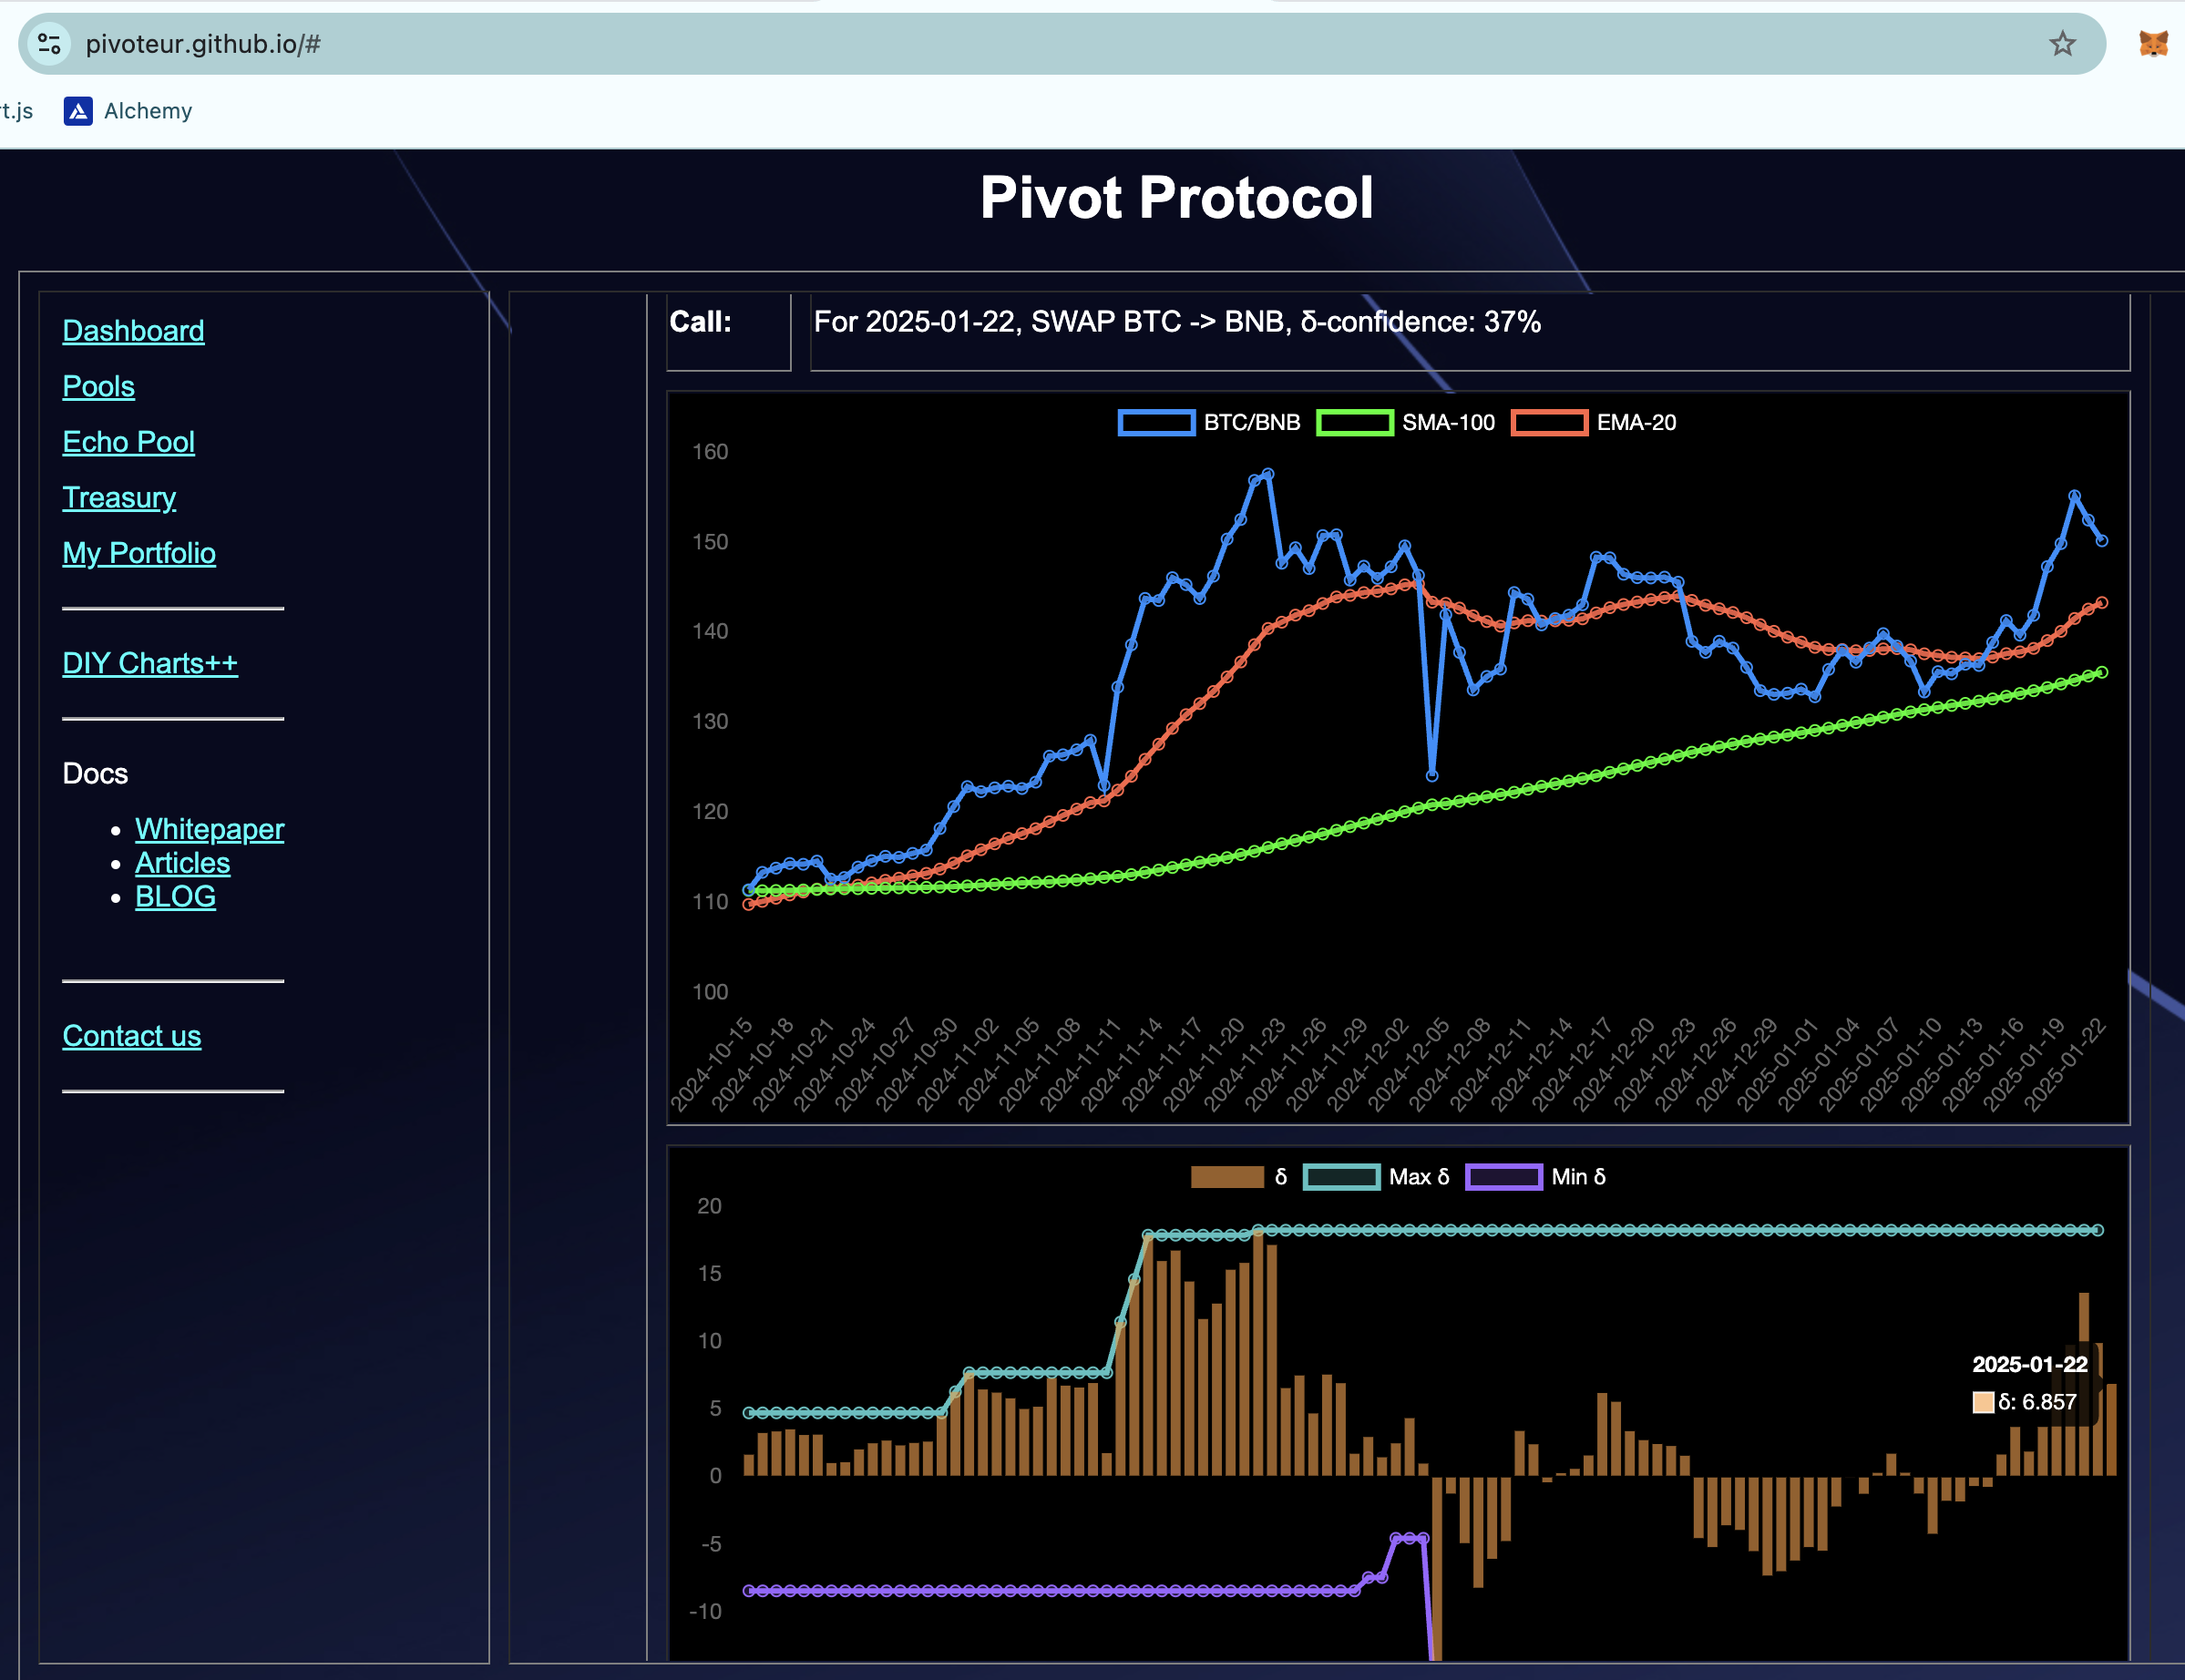 pivoteur.github.io/#
t.js
Alchemy
Pivot Protocol
Dashboard
Pools
Echo Pool
Treasury
My Portfolio
DIY Charts++
Docs
Whitepaper
Articles
BLOG
Contact us
Call:
For 2025-01-22, SWAP BTC -> BNB, δ-confidence: 37%
BTC/BNB
SMA-100
EMA-20
160
150
140
130
120
110
100
2024-10-15
2024-10-18
2024-10-21
2024-10-24
2024-10-27
2024-10-30
2024-11-02
2024-11-05
2024-11-08
2024-11-11
2024-11-14
2024-11-17
2024-11-20
2024-11-23
2024-11-26
2024-11-29
2024-12-02
2024-12-05
2024-12-08
2024-12-11
2024-12-14
2024-12-17
2024-12-20
2024-12-23
2024-12-26
2024-12-29
2025-01-01
2025-01-04
2025-01-07
2025-01-10
2025-01-13
2025-01-16
2025-01-19
2025-01-22
δ
Max δ
Min δ
20
15
10
5
0
-5
-10
2025-01-22
δ: 6.857